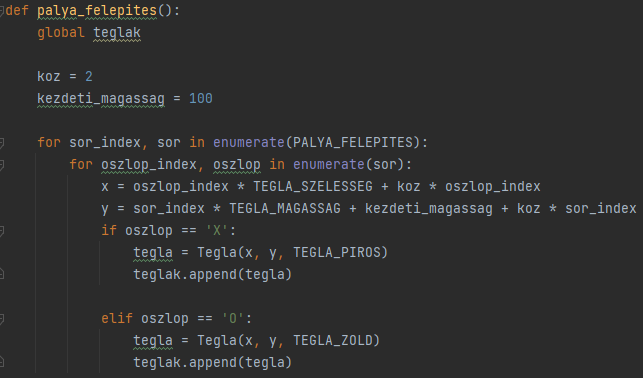 def palya_felepites():
    global teglak

    koz = 2
    kezdeti_magassag = 100

    for sor_index, sor in enumerate(PALYA_FELEPITES):
        for oszlop_index, oszlop in enumerate(sor):
            x = oszlop_index * TEGLA_SZELESSEG + koz * oszlop_index
            y = sor_index * TEGLA_MAGASSAG + kezdeti_magassag + koz * sor_index
            if oszlop == 'X':
                tegla = Tegla(x, y, TEGLA_PIROS)
                teglak.append(tegla)

            elif oszlop == 'O':
                tegla = Tegla(x, y, TEGLA_ZOLD)
                teglak.append(tegla)